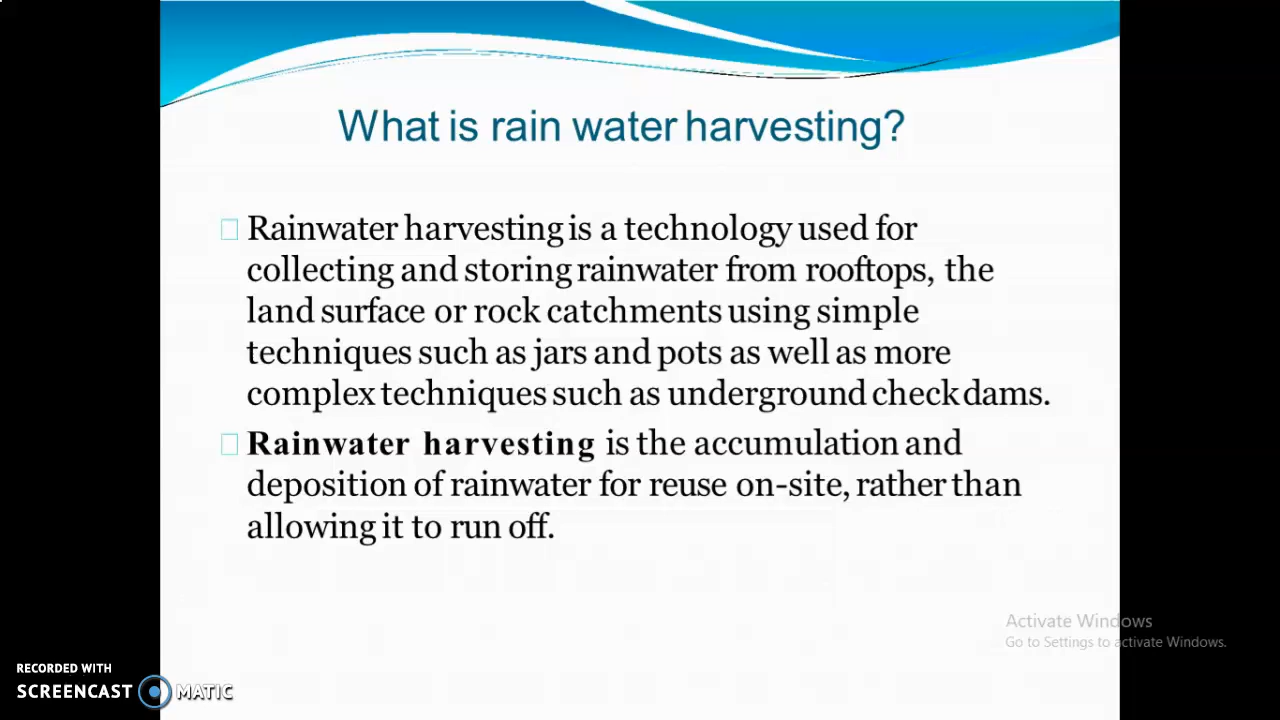 What is rain water harvesting?
Rainwater harvesting is a technology used for
collecting and storing rainwater from rooftops, the
land surface or rock catchments using simple
techniques such as jars and pots as well as more
complex techniques such as underground check dams.
Rainwater harvesting is the accumulation and
deposition of rainwater for reuse on-site, rather than
allowing it to run off.
Activate Windows
Go to Settings to activate Windows.
RECORDED WITH
SCREENCAST MATIC